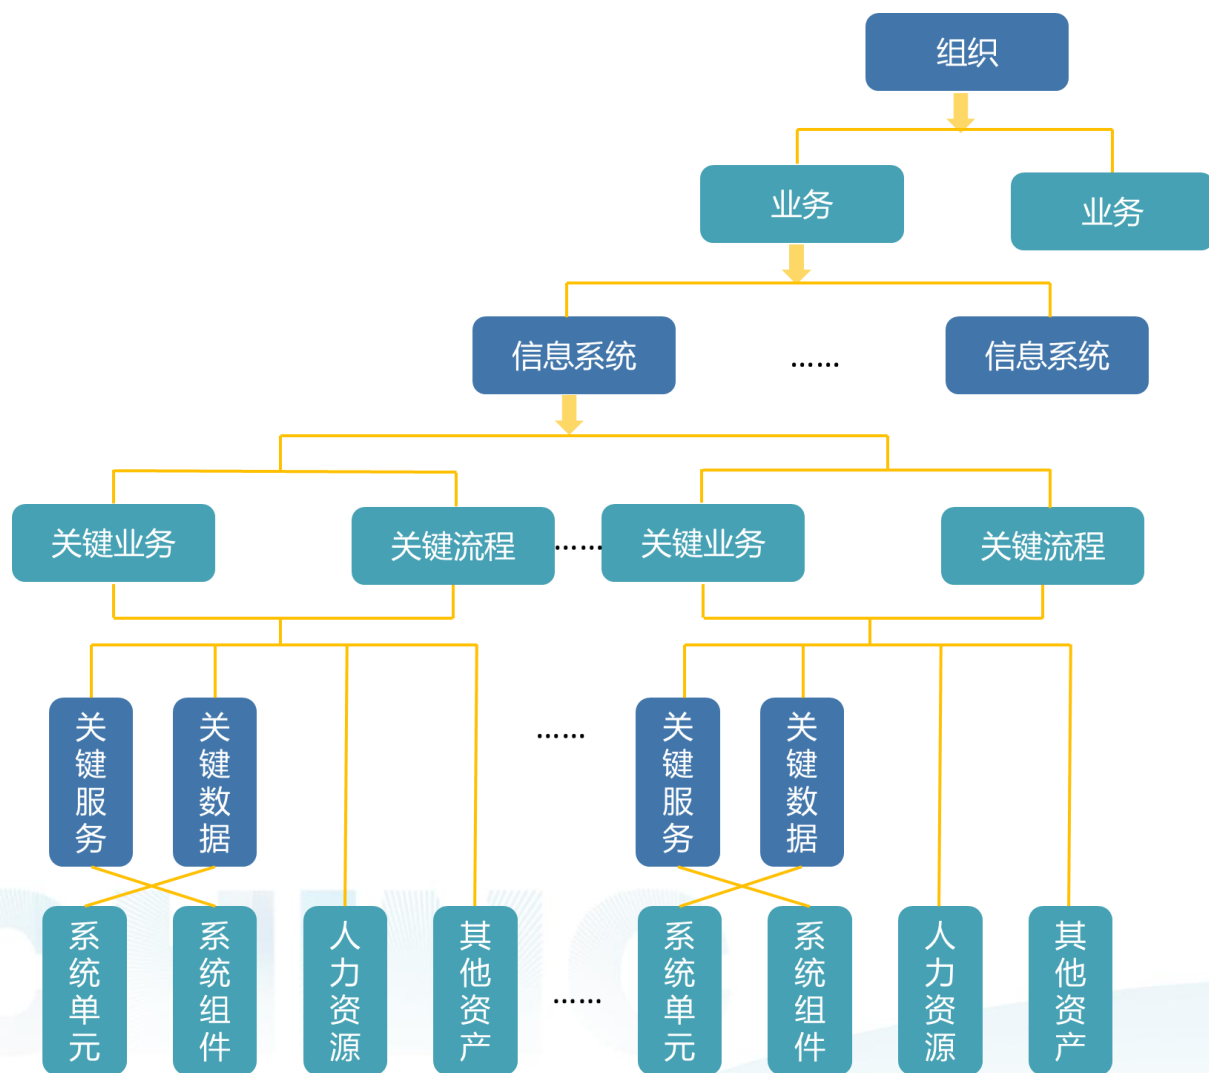 组织
业务
业务
信息系统
……
信息系统
关键业务
关键流程
……
关键业务
关键流程
关键服务
关键数据
……
关键服务
关键数据
系统单元
系统组件
人力资源
其他资产
……
系统单元
系统组件
人力资源
其他资产